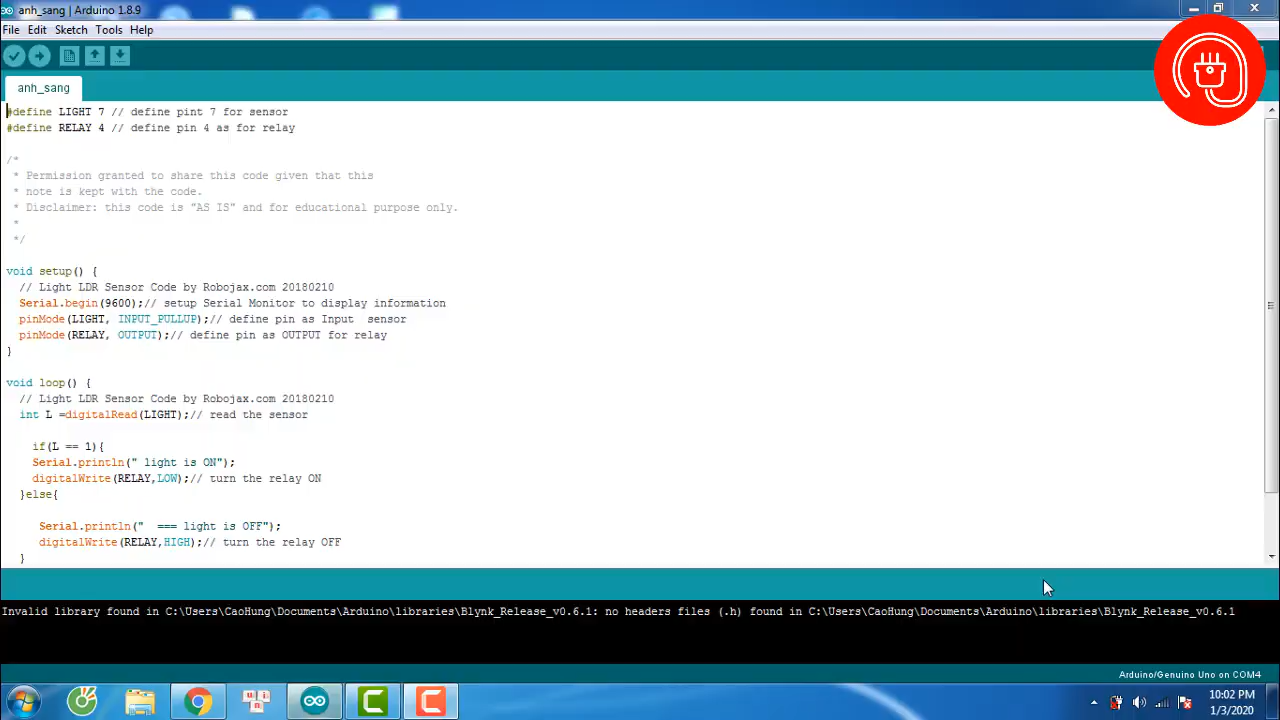 anh_sang | Arduino 1.8.9
File Edit Sketch Tools Help
anh_sang
#define LIGHT 7 // define pint 7 for sensor
#define RELAY 4 // define pin 4 as for relay
/*
* Permission granted to share this code given that this
* note is kept with the code.
* Disclaimer: this code is "AS IS" and for educational purpose only.
*
*/
void setup() {
// Light LDR Sensor Code by Robojax.com 20180210
Serial.begin(9600);// setup Serial Monitor to display information
pinMode(LIGHT, INPUT_PULLUP);// define pin as Input  sensor
pinMode(RELAY, OUTPUT);// define pin as OUTPUT for relay
}
void loop() {
// Light LDR Sensor Code by Robojax.com 20180210
int L =digitalRead(LIGHT);// read the sensor
if(L == 1){
Serial.println(" light is ON");
digitalWrite(RELAY,LOW);// turn the relay ON
}else{
Serial.println("  === light is OFF");
digitalWrite(RELAY,HIGH);// turn the relay OFF
}
Invalid library found in C:\Users\CaoHung\Documents\Arduino\libraries\Blynk_Release_v0.6.1: no headers files (.h) found in C:\Users\CaoHung\Documents\Arduino\libraries\Blynk_Release_v0.6.1
Arduino/Genuino Uno on COM4
10:02 PM
1/3/2020